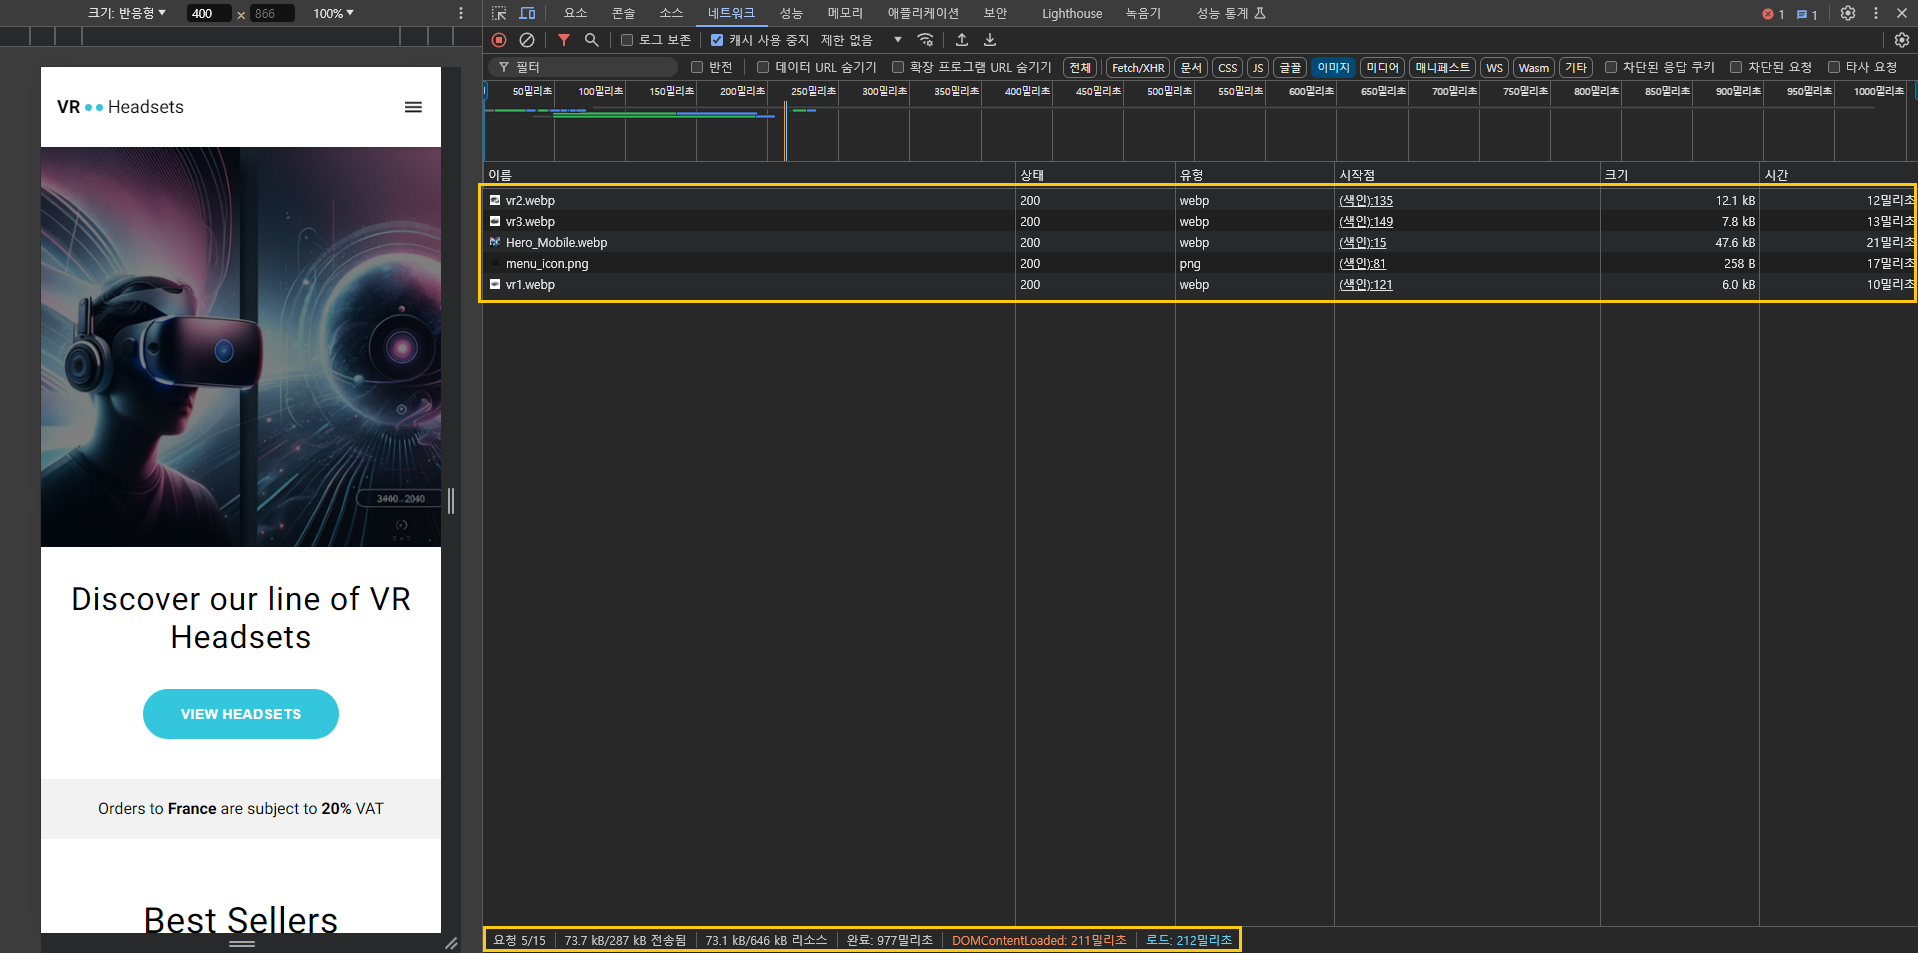 크기: 반응형 400 × 866 100%
요소 콘솔 소스 네트워크 성능 메모리 애플리케이션 보안 Lighthouse 녹음기 성능 통계 1 1
로그 보존 캐시 사용 중지 제한 없음
필터 반전 데이터 URL 숨기기 확장 프로그램 URL 숨기기 전체 Fetch/XHR 문서 CSS JS 글꼴 이미지 미디어 매니페스트 WS Wasm 기타 차단된 응답 쿠키 차단된 요청 타사 요청
50밀리초 100밀리초 150밀리초 200밀리초 250밀리초 300밀리초 350밀리초 400밀리초 450밀리초 500밀리초 550밀리초 600밀리초 650밀리초 700밀리초 750밀리초 800밀리초 850밀리초 900밀리초 950밀리초 1000밀리초
이름 상태 유형 시작점 크기 시간
vr2.webp 200 webp (색인):135 12.1 kB 12밀리초
vr3.webp 200 webp (색인):149 7.8 kB 13밀리초
Hero_Mobile.webp 200 webp (색인):15 47.6 kB 21밀리초
menu_icon.png 200 png (색인):81 258 B 17밀리초
vr1.webp 200 webp (색인):121 6.0 kB 10밀리초
요청 5/15 73.7 kB/287 kB 전송됨 73.1 kB/646 kB 리소스 완료: 977밀리초 DOMContentLoaded: 211밀리초 로드: 212밀리초
VR Headsets
Discover our line of VR
Headsets
VIEW HEADSETS
Orders to France are subject to 20% VAT
Best Sellers